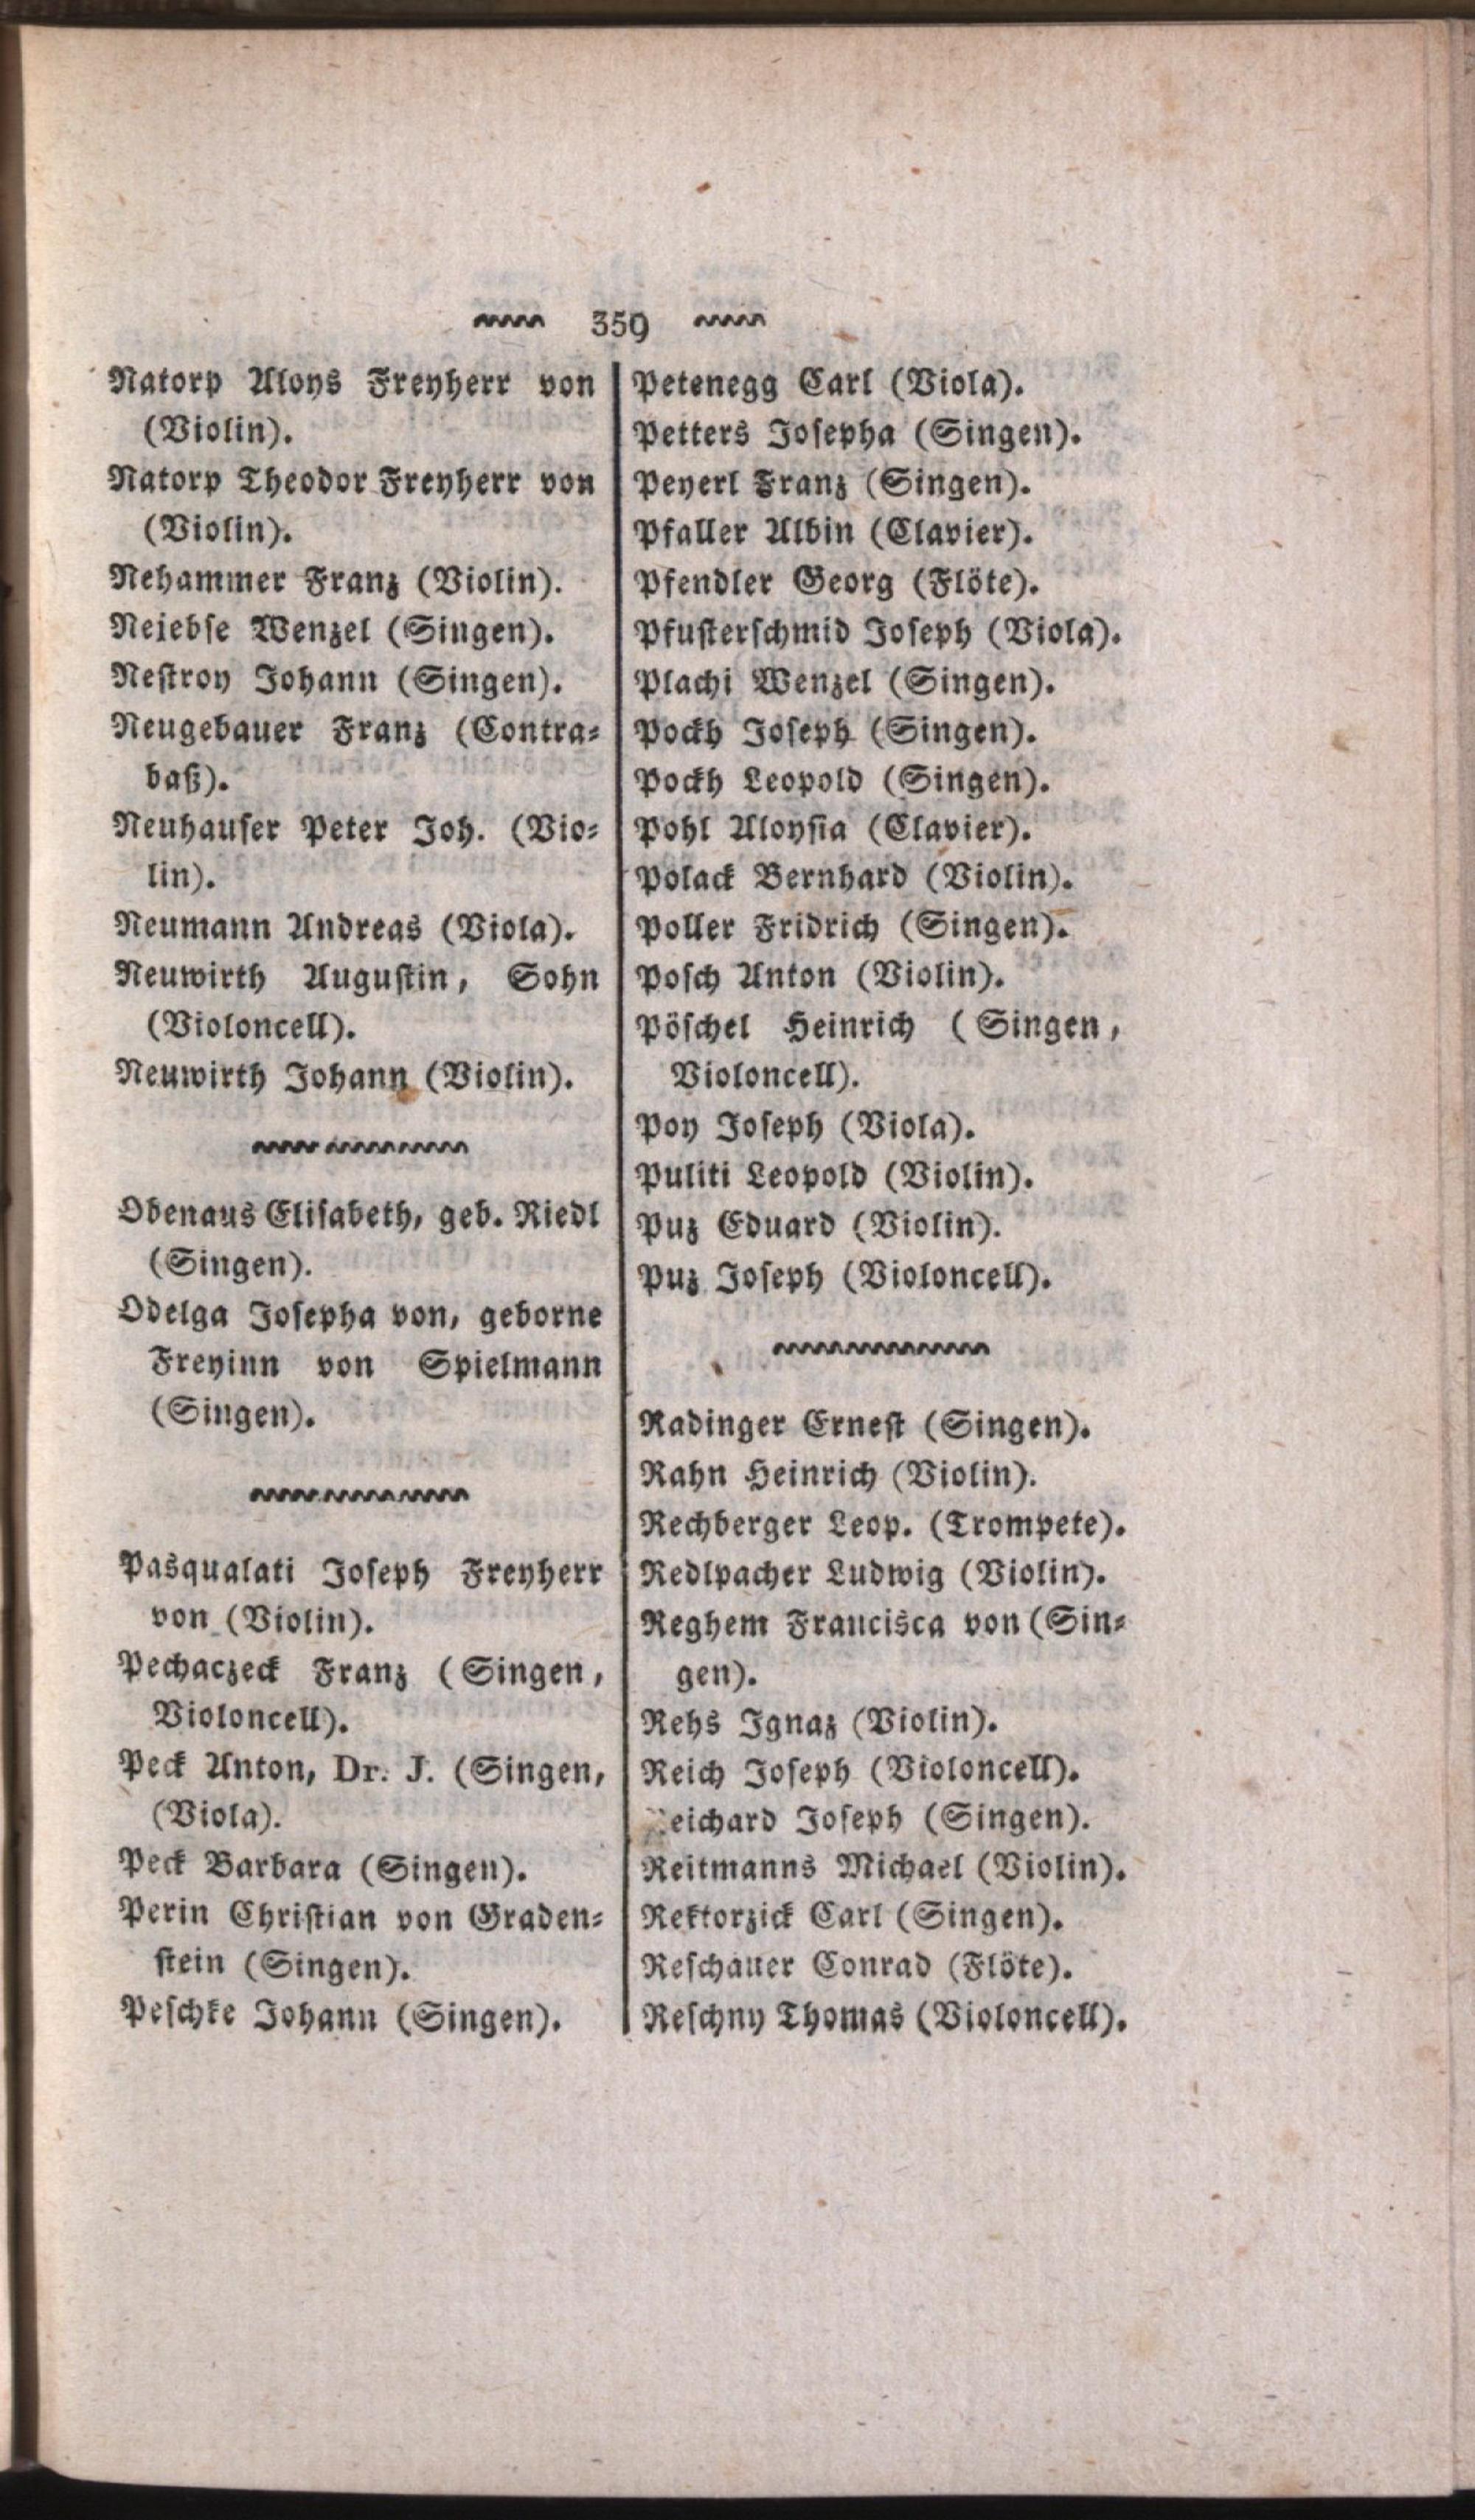 359
Natorp Aloys Freyherr von
(Violin).
Natorp Theodor Freyherr von
(Violin).
Nehammer Franz (Violin).
Nejebse Wenzel (Singen).
Nestroy Johann (Singen).
Neugebauer Franz (Contra-
baß).
Neuhauser Peter Joh. (Vio-
lin).
Neumann Andreas (Viola).
Neuwirth Augustin, Sohn
(Violoncell).
Neuwirth Johann (Violin).
Obenaus Elisabeth, geb. Riedl
(Singen).
Odelga Josepha von, geborne
Freyinn von Spielmann
(Singen).
Pasqualati Joseph Freyherr
von (Violin).
Pechaczeck Franz (Singen,
Violoncell).
Peck Anton, Dr. J. (Singen,
(Viola).
Peck Barbara (Singen).
Perin Christian von Graden-
stein (Singen).
Peschke Johann (Singen).
Petenegg Carl (Viola).
Petters Josepha (Singen).
Peyerl Franz (Singen).
Pfaller Albin (Clavier).
Pfendler Georg (Flöte).
Pfusterschmid Joseph (Viola).
Plachi Wenzel (Singen).
Pockh Joseph (Singen).
Pockh Leopold (Singen).
Pohl Aloysia (Clavier).
Polack Bernhard (Violin).
Poller Fridrich (Singen).
Posch Anton (Violin).
Pöschel Heinrich (Singen,
Violoncell).
Poy Joseph (Viola).
Puliti Leopold (Violin).
Puz Eduard (Violin).
Puz Joseph (Violoncell).
Radinger Ernest (Singen).
Rahn Heinrich (Violin).
Rechberger Leop. (Trompete).
Redlpacher Ludwig (Violin).
Reghem Francisca von (Sin-
gen).
Rehs Ignaz (Violin).
Reich Joseph (Violoncell).
Reichard Joseph (Singen).
Reitmanns Michael (Violin).
Rektorzick Carl (Singen).
Reschauer Conrad (Flöte).
Reschny Thomas (Violoncell).